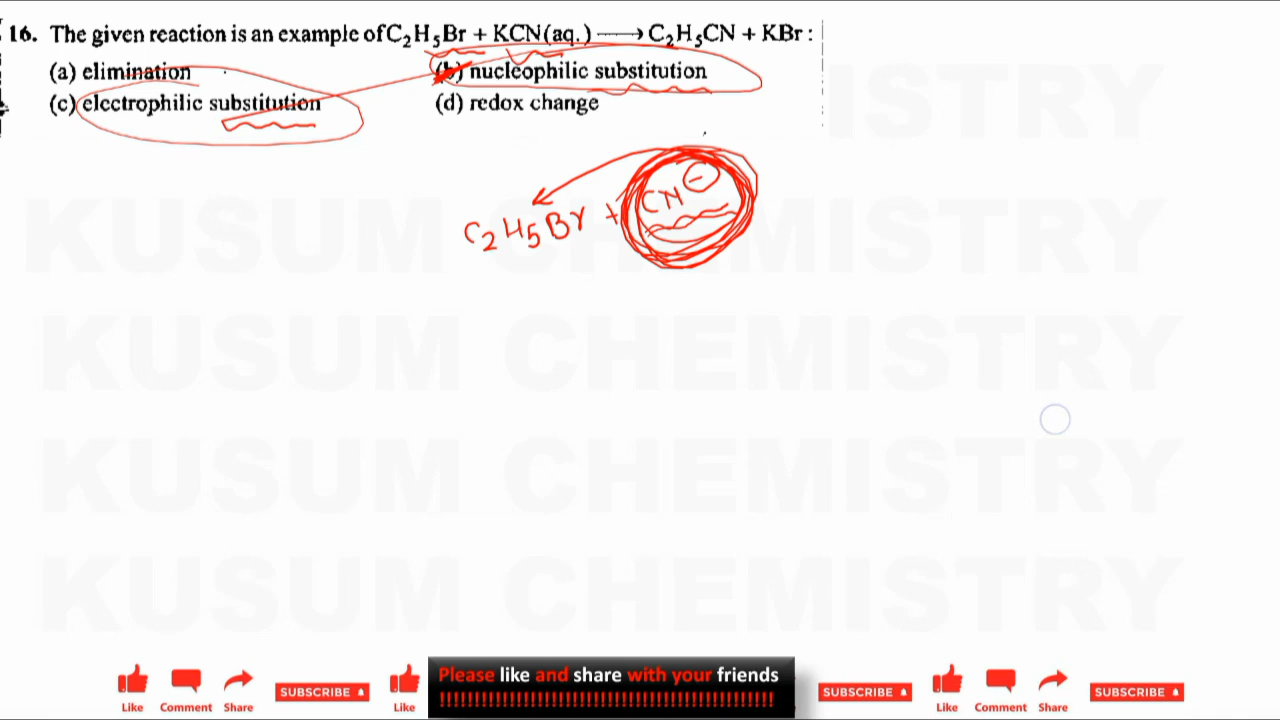 16. The given reaction is an example of C₂H₅Br + KCN(aq.) ⟶ C₂H₅CN + KBr :
(a) elimination (b) nucleophilic substitution
(c) electrophilic substitution (d) redox change
C₂H₅Br + CN⁻
KUSUM CHEMISTRY
KUSUM CHEMISTRY
KUSUM CHEMISTRY
KUSUM CHEMISTRY
Please like and share with your friends
!!!!!!!!!!!!!!!!!!!!!!!!!!!!!!!!!!!!!!!!!!!!!!!!
Like Comment Share SUBSCRIBE Like SUBSCRIBE Like Comment Share SUBSCRIBE